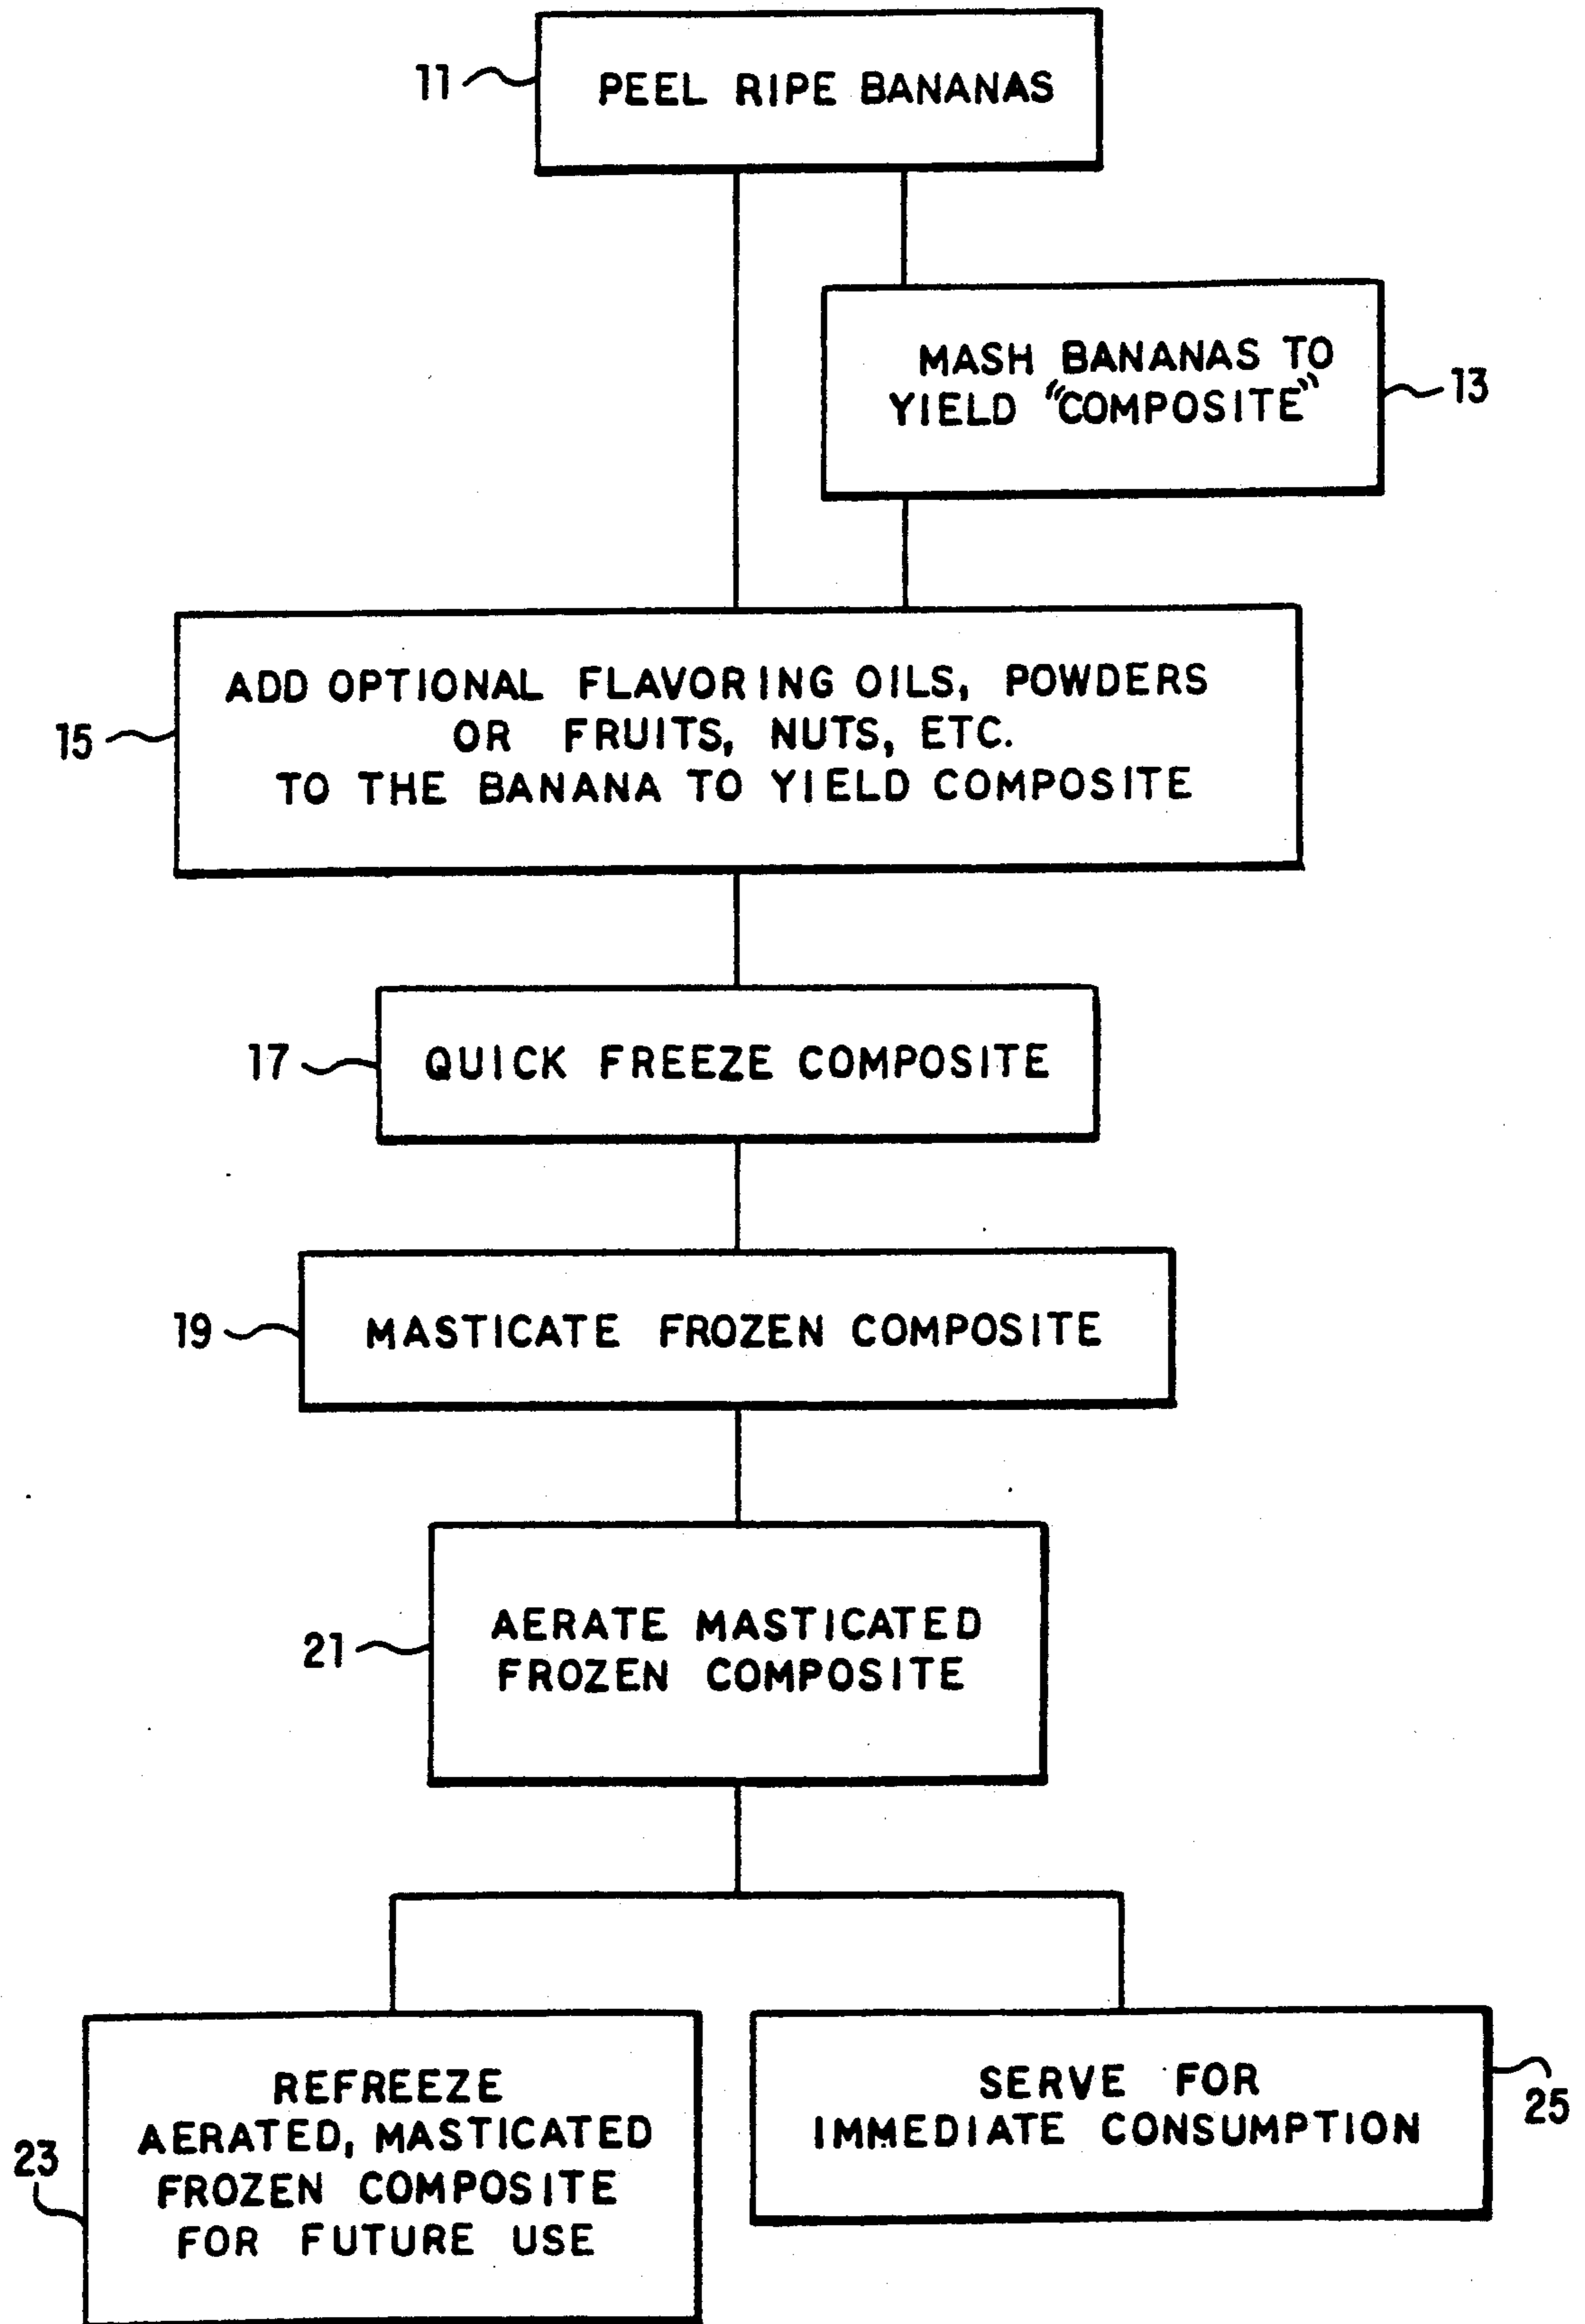 11
PEEL RIPE BANANAS
MASH BANANAS TO
YIELD "COMPOSITE"
13
15
ADD OPTIONAL FLAVORING OILS, POWDERS
OR FRUITS, NUTS, ETC.
TO THE BANANA TO YIELD COMPOSITE
17
QUICK FREEZE COMPOSITE
19
MASTICATE FROZEN COMPOSITE
21
AERATE MASTICATED
FROZEN COMPOSITE
23
REFREEZE
AERATED, MASTICATED
FROZEN COMPOSITE
FOR FUTURE USE
SERVE FOR
IMMEDIATE CONSUMPTION
25